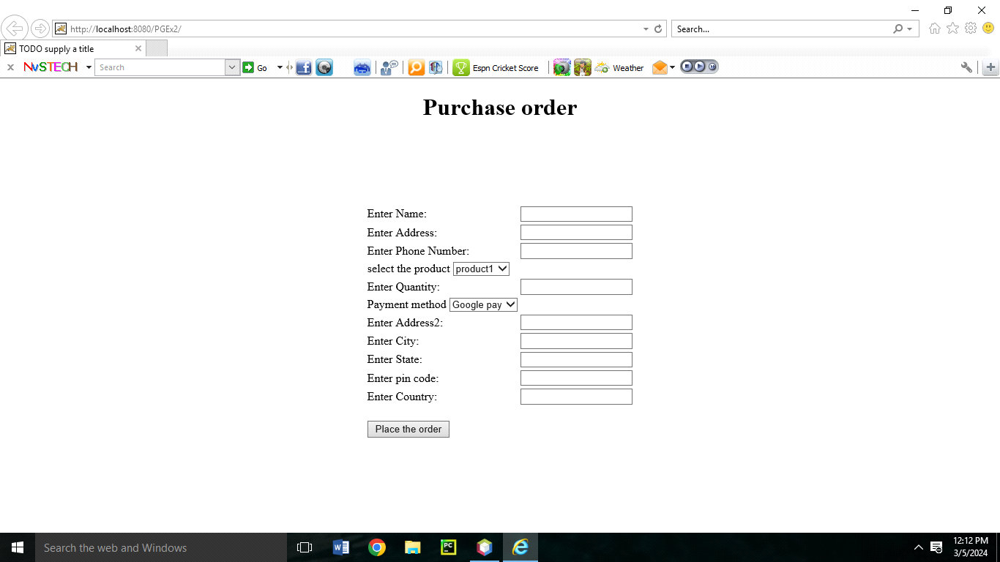 http://localhost:8080/PGEx2/
Search...
TODO supply a title
NVSTECH Search Go Espn Cricket Score Weather
Purchase order
Enter Name:
Enter Address:
Enter Phone Number:
select the product product1
Enter Quantity:
Payment method Google pay
Enter Address2:
Enter City:
Enter State:
Enter pin code:
Enter Country:
Place the order
Search the web and Windows
12:12 PM
3/5/2024